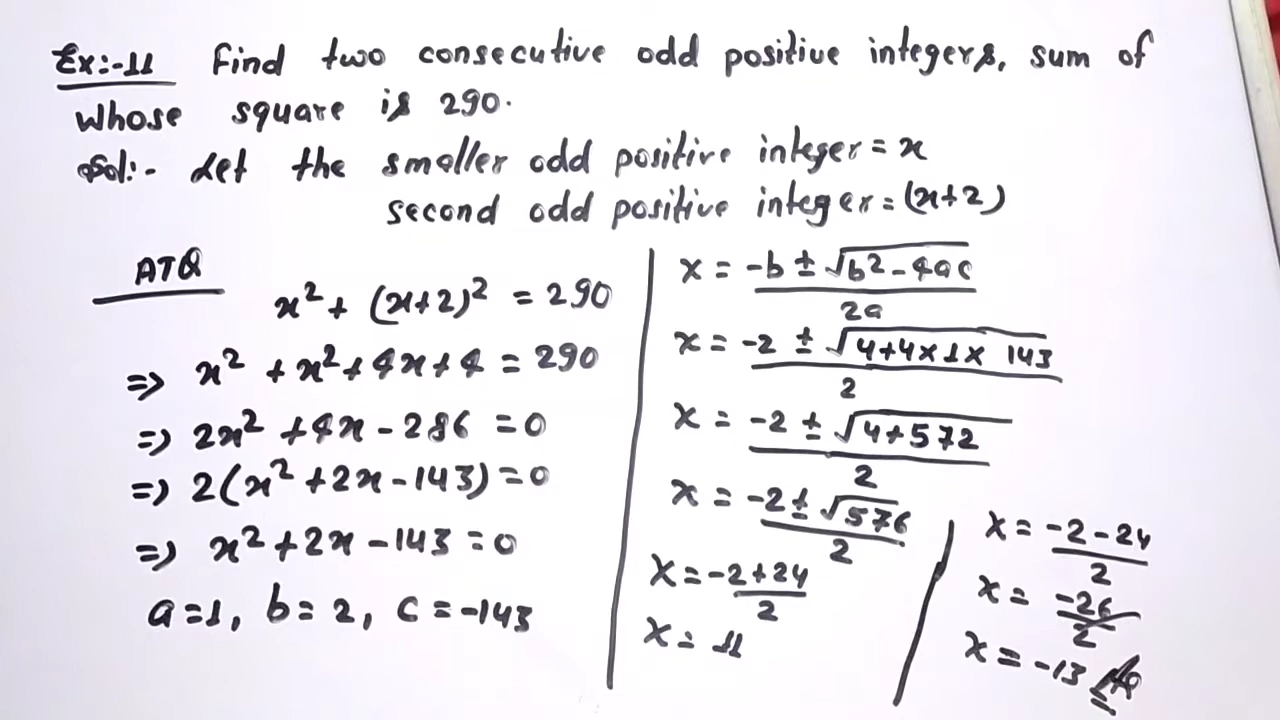 Ex:-11 Find two consecutive odd positive integers, sum of
whose square is 290.
Sol:- Let the smaller odd positive integer = x
second odd positive integer = (x+2)
ATQ
x² + (x+2)² = 290
=> x² + x² + 4x + 4 = 290
=> 2x² + 4x - 286 = 0
=> 2(x² + 2x - 143) = 0
=> x² + 2x - 143 = 0
a=1, b=2, c=-143
x = -b ± √b² - 4ac / 2a
x = -2 ± √4+4×1× 143 / 2
x = -2 ± √4+572 / 2
x = -2 ± √576 / 2
x = -2+24 / 2
x = 11
x = -2-24 / 2
x = -26 / 2
x = -13